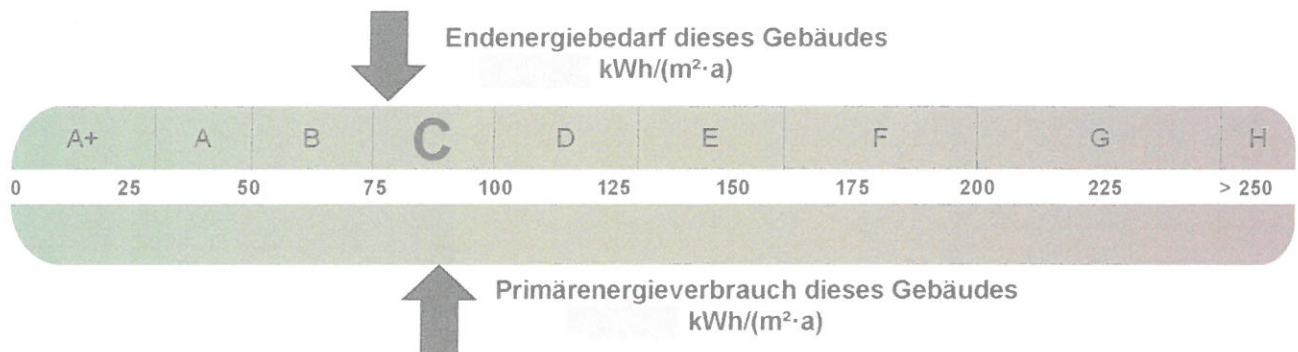 Endenergiebedarf dieses Gebäudes
kWh/(m²·a)
A+ A B C D E F G H
0 25 50 75 100 125 150 175 200 225 > 250
Primärenergieverbrauch dieses Gebäudes
kWh/(m²·a)